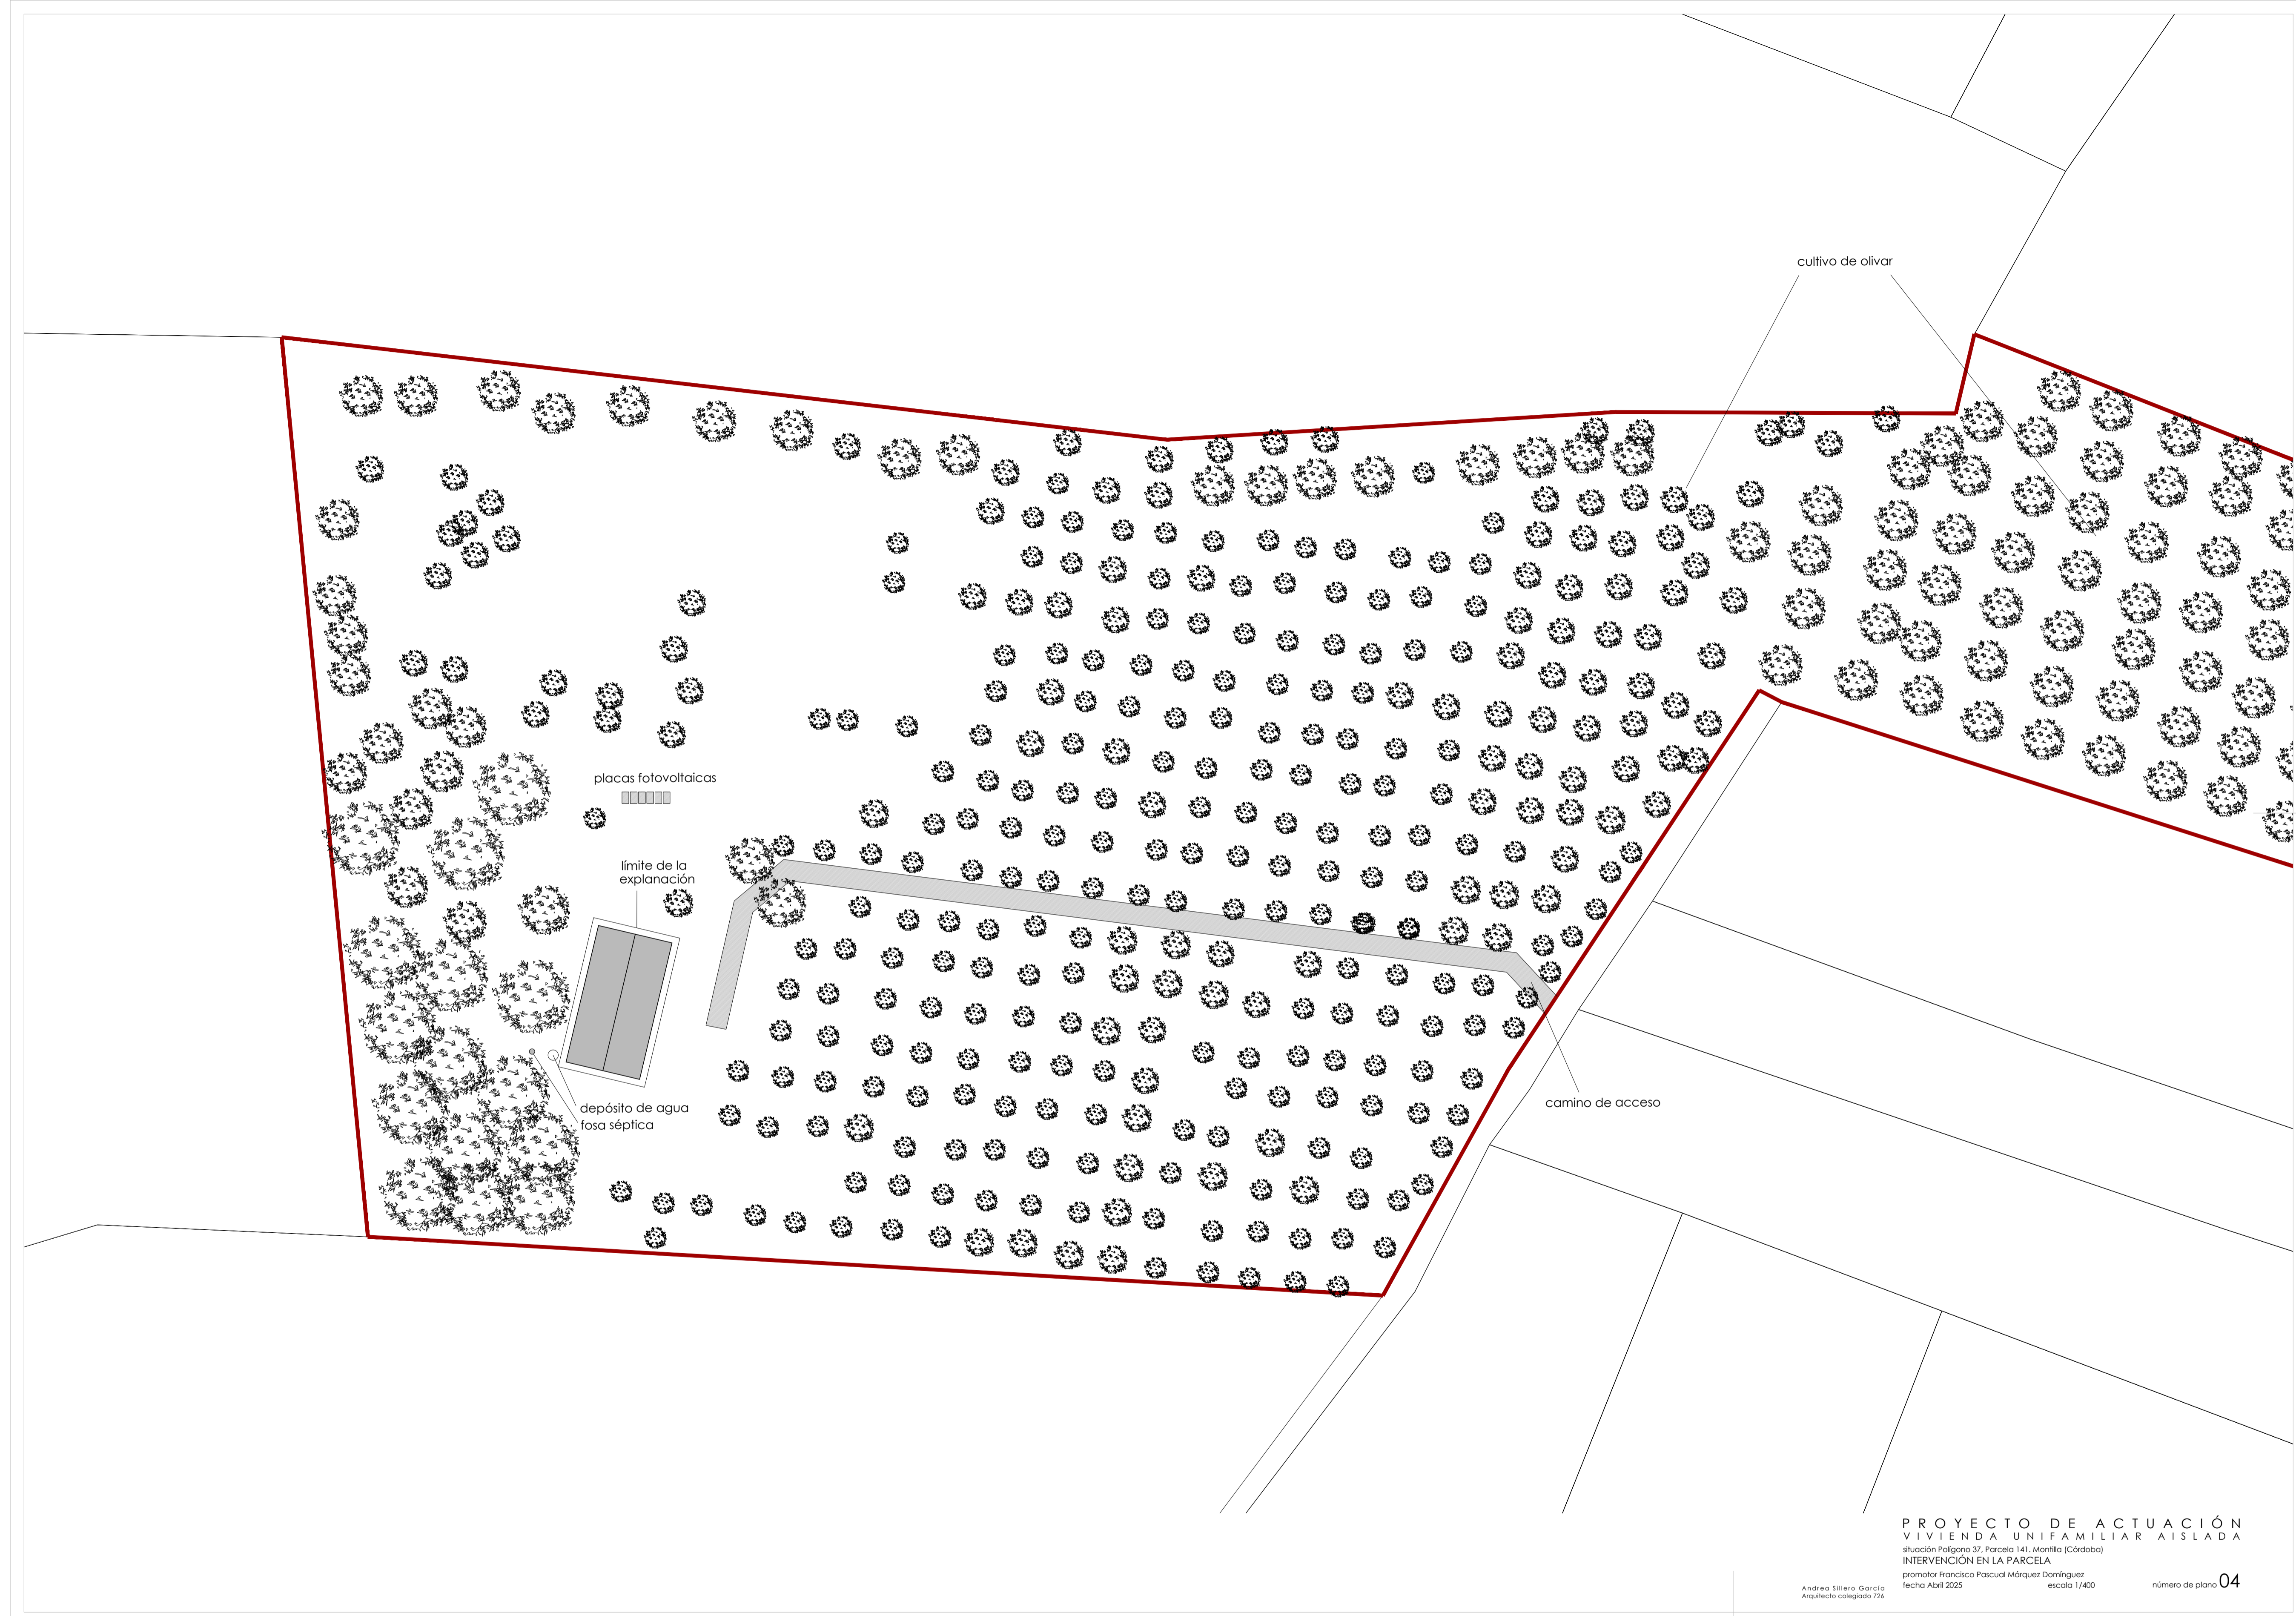 cultivo de olivar
placas fotovoltaicas
límite de la
explanación
depósito de agua
fosa séptica
camino de acceso
PROYECTO DE ACTUACIÓN
VIVIENDA UNIFAMILIAR AISLADA
situación Polígono 37, Parcela 141. Montilla (Córdoba)
INTERVENCIÓN EN LA PARCELA
promotor Francisco Pascual Márquez Domínguez
fecha Abril 2025 escala 1/400 número de plano 04
Andrea Sillero García
Arquitecto colegiado 726